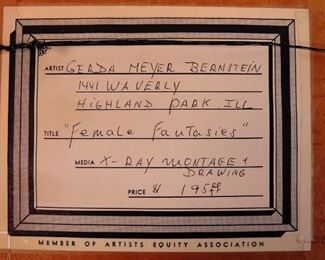 ARTIST GERDA MEYER BERNSTEIN
1441 WAVERLY
HIGHLAND PARK, ILL
TITLE "Female Fantasies"
MEDIA X-RAY MONTAGE &
DRAWING
PRICE $ 195
MEMBER OF ARTISTS EQUITY ASSOCIATION